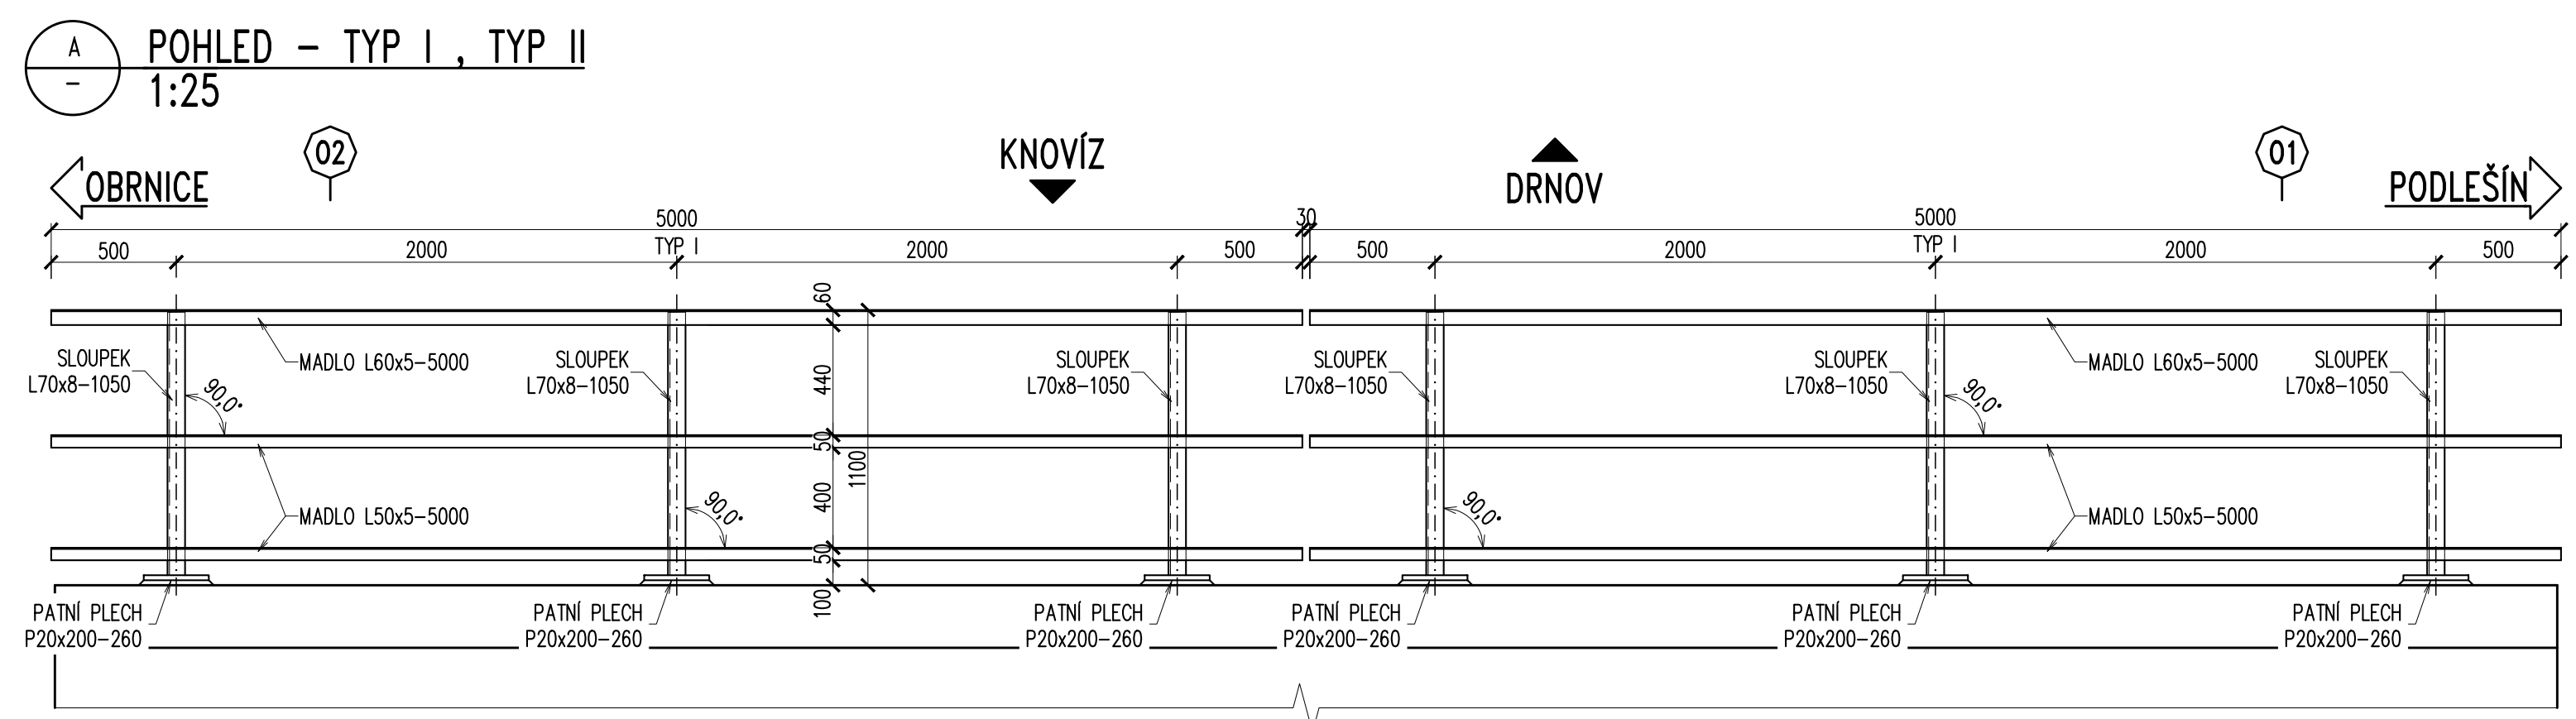 A
–
POHLED – TYP I , TYP II
1:25
02
KNOVÍZ
DRNOV
01
OBRNICE
PODLEŠÍN
5000
30
5000
500
2000
TYP I
2000
500
500
2000
TYP I
2000
500
60
440
50
400
50
100
1100
SLOUPEK
L70x8–1050
MADLO L60x5–5000
SLOUPEK
L70x8–1050
SLOUPEK
L70x8–1050
SLOUPEK
L70x8–1050
SLOUPEK
L70x8–1050
MADLO L60x5–5000
SLOUPEK
L70x8–1050
90,0°
90,0°
MADLO L50x5–5000
90,0°
90,0°
MADLO L50x5–5000
PATNÍ PLECH
P20x200–260
PATNÍ PLECH
P20x200–260
PATNÍ PLECH
P20x200–260
PATNÍ PLECH
P20x200–260
PATNÍ PLECH
P20x200–260
PATNÍ PLECH
P20x200–260